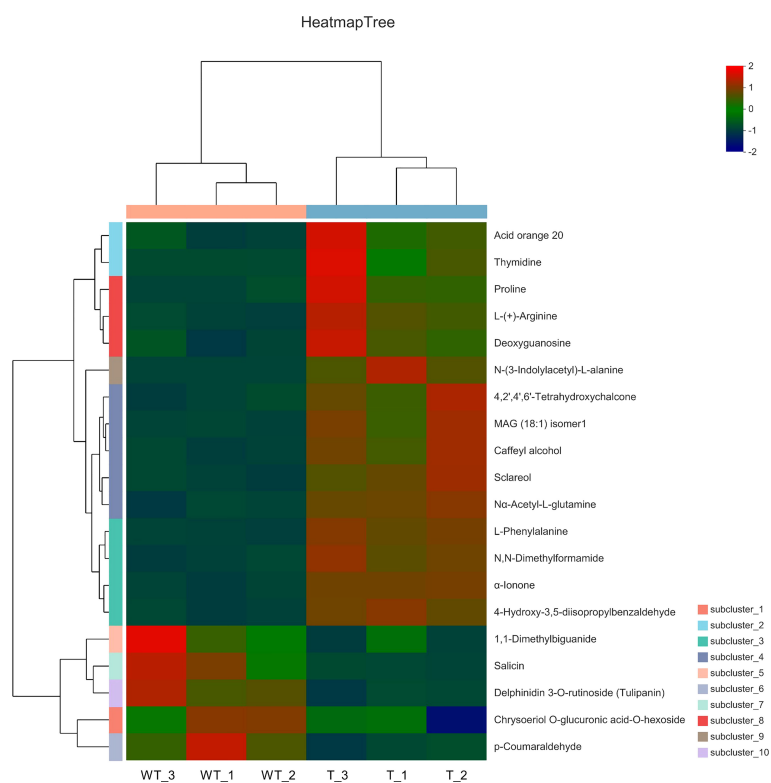 HeatmapTree
2
1
0
-1
-2
Acid orange 20
Thymidine
Proline
L-(+)-Arginine
Deoxyguanosine
N-(3-Indolylacetyl)-L-alanine
4,2',4',6'-Tetrahydroxychalcone
MAG (18:1) isomer1
Caffeyl alcohol
Sclareol
Nα-Acetyl-L-glutamine
L-Phenylalanine
N,N-Dimethylformamide
α-Ionone
4-Hydroxy-3,5-diisopropylbenzaldehyde
1,1-Dimethylbiguanide
Salicin
Delphinidin 3-O-rutinoside (Tulipanin)
Chrysoeriol O-glucuronic acid-O-hexoside
p-Coumaraldehyde
subcluster_1
subcluster_2
subcluster_3
subcluster_4
subcluster_5
subcluster_6
subcluster_7
subcluster_8
subcluster_9
subcluster_10
WT_3 WT_1 WT_2 T_3 T_1 T_2